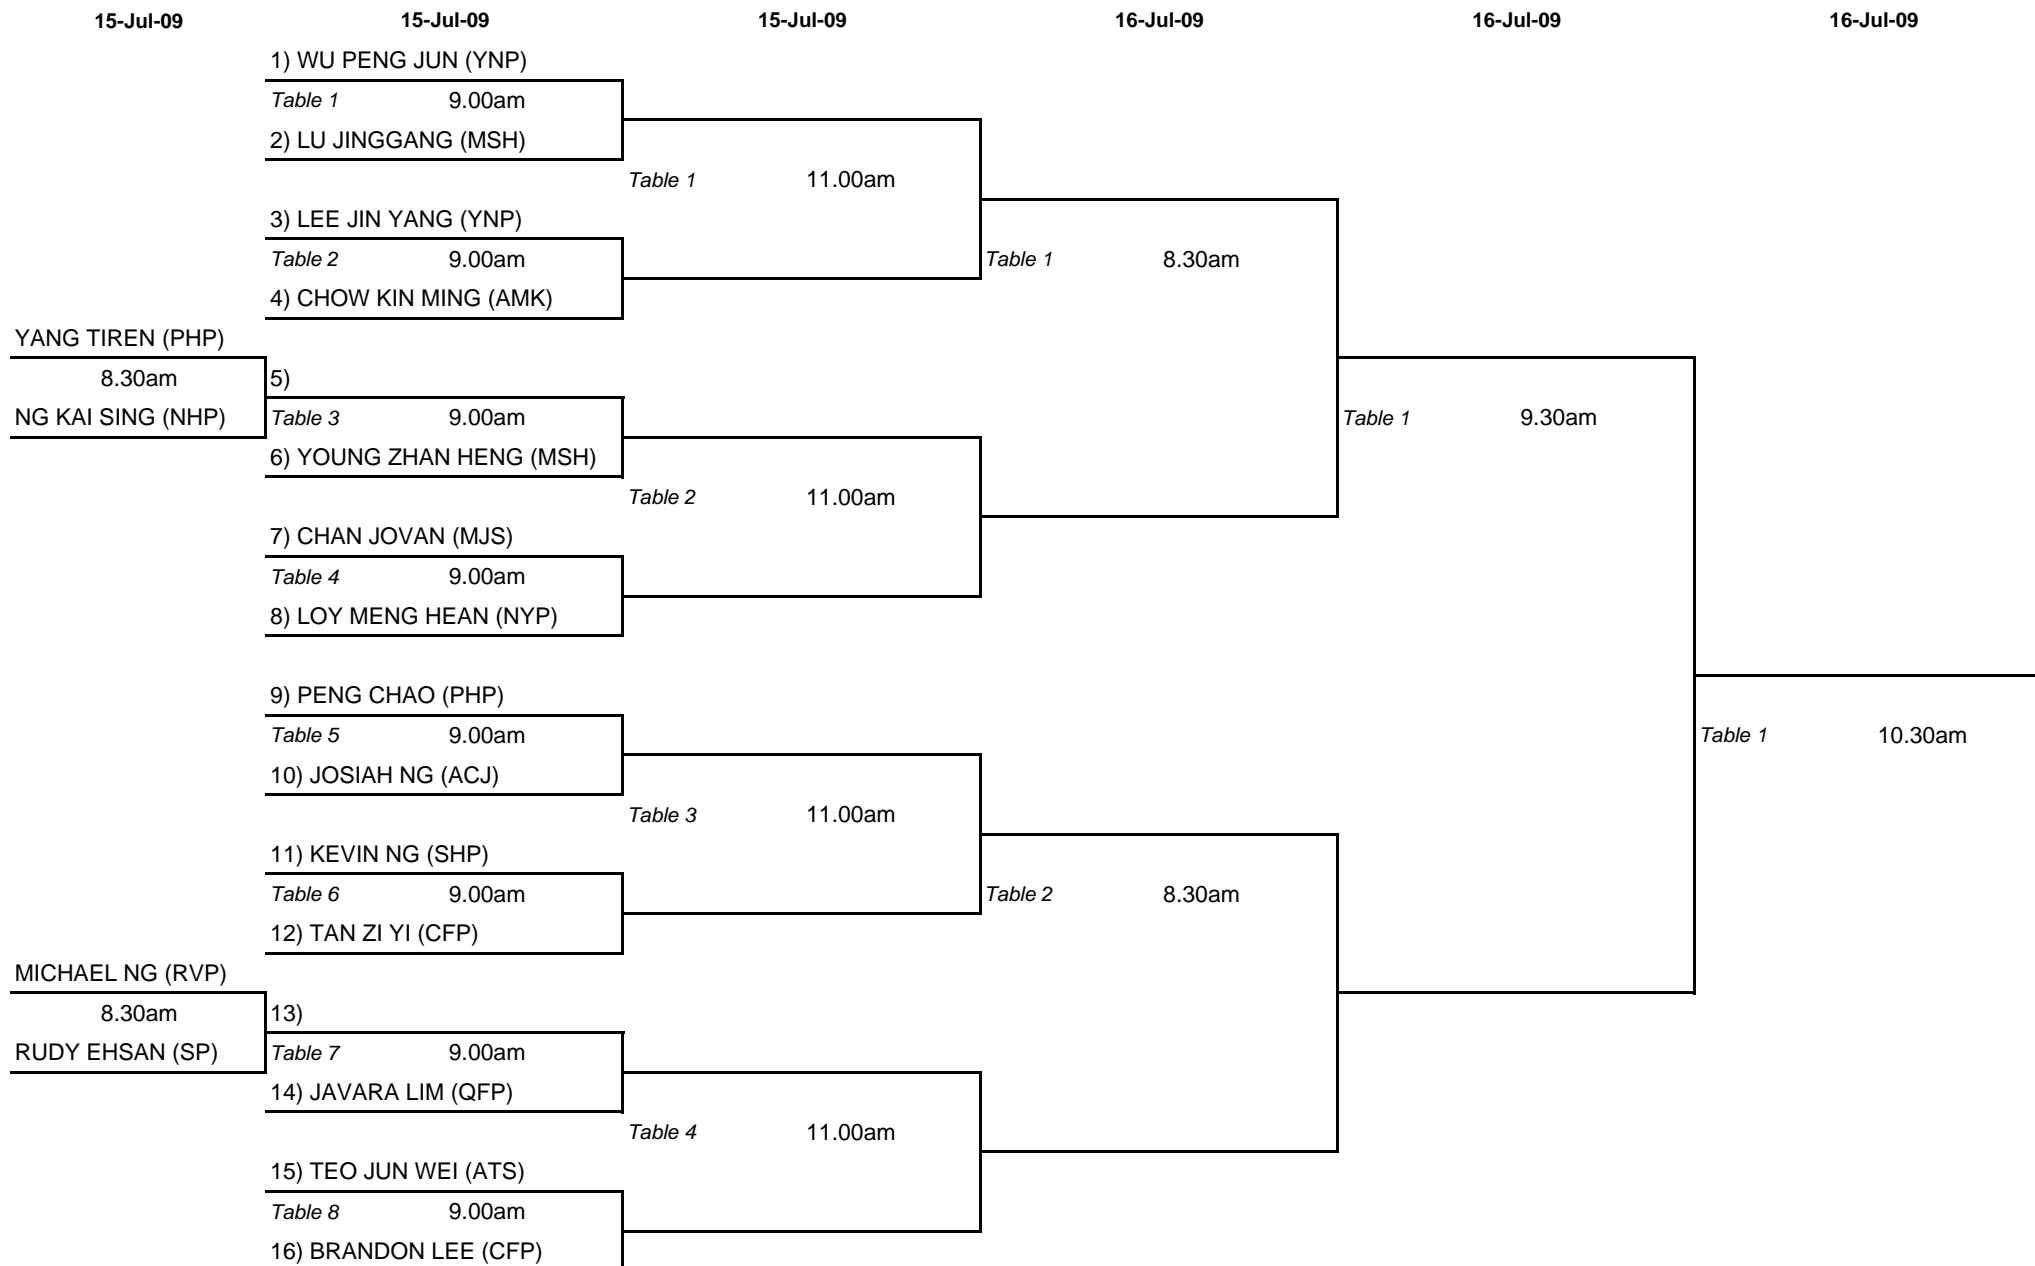 15-Jul-09 15-Jul-09 15-Jul-09 16-Jul-09 16-Jul-09 16-Jul-09
1) WU PENG JUN (YNP)
Table 1 9.00am
2) LU JINGGANG (MSH)
Table 1 11.00am
3) LEE JIN YANG (YNP)
Table 2 9.00am Table 1 8.30am
4) CHOW KIN MING (AMK)
YANG TIREN (PHP)
8.30am 5)
NG KAI SING (NHP) Table 3 9.00am Table 1 9.30am
6) YOUNG ZHAN HENG (MSH)
Table 2 11.00am
7) CHAN JOVAN (MJS)
Table 4 9.00am
8) LOY MENG HEAN (NYP)
9) PENG CHAO (PHP)
Table 5 9.00am Table 1 10.30am
10) JOSIAH NG (ACJ)
Table 3 11.00am
11) KEVIN NG (SHP)
Table 6 9.00am Table 2 8.30am
12) TAN ZI YI (CFP)
MICHAEL NG (RVP)
8.30am 13)
RUDY EHSAN (SP) Table 7 9.00am
14) JAVARA LIM (QFP)
Table 4 11.00am
15) TEO JUN WEI (ATS)
Table 8 9.00am
16) BRANDON LEE (CFP)